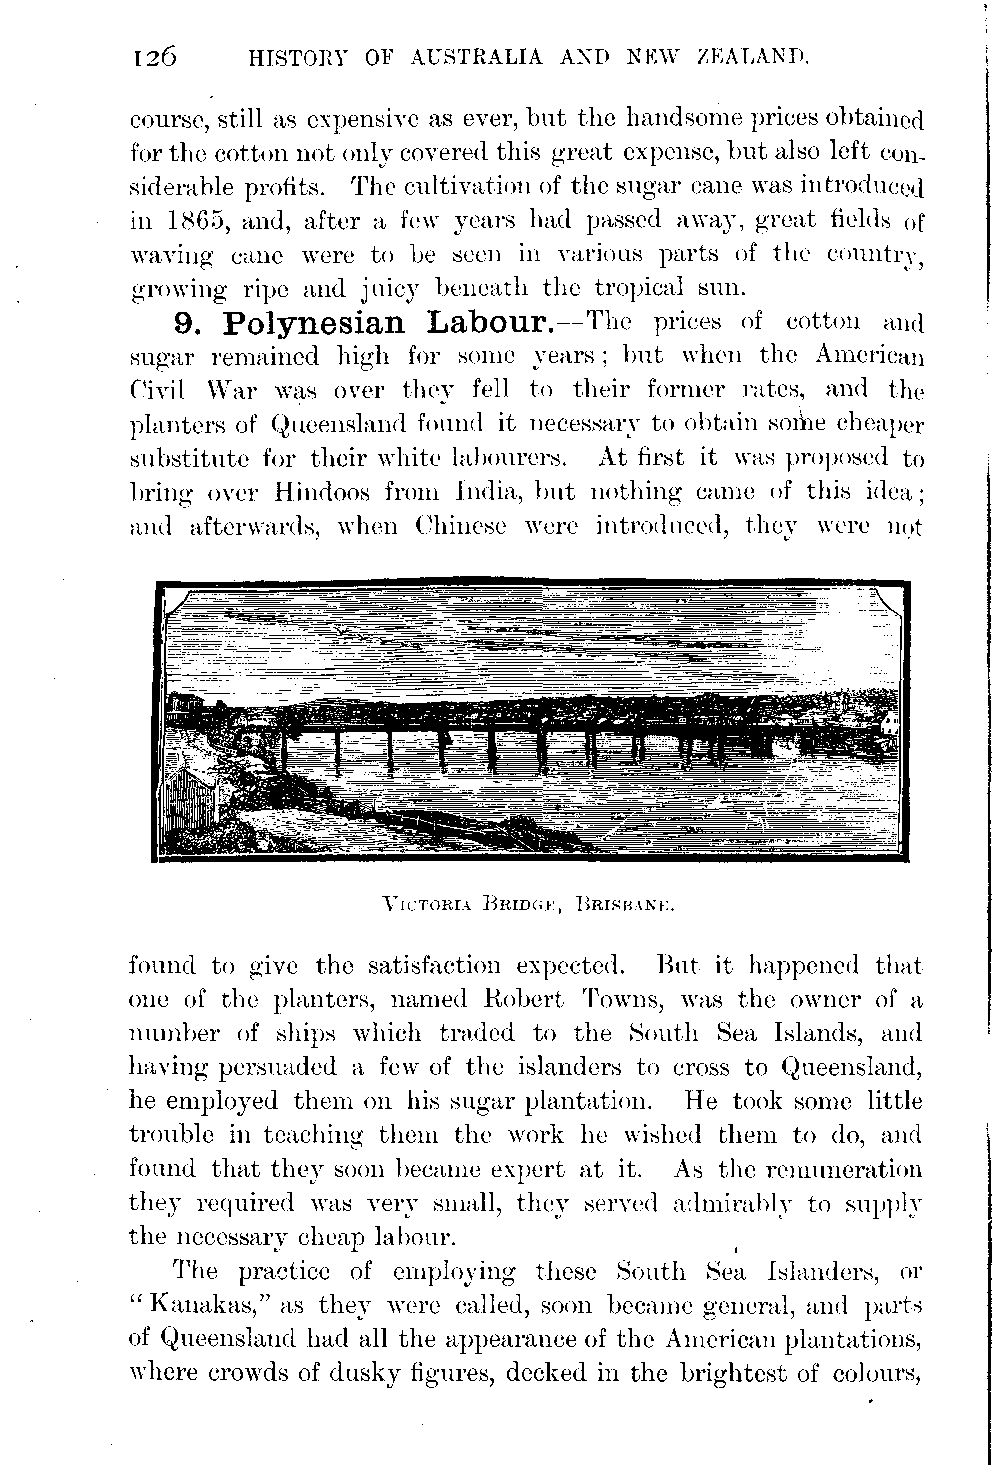 126 HISTORY OF AUSTRALIA AND NEW ZEALAND.
course, still as expensive as ever, but the handsome prices obtained
for the cotton not only covered this great expense, but also left con-
siderable profits. The cultivation of the sugar cane was introduced
in 1865, and, after a few years had passed away, great fields of
waving cane were to be seen in various parts of the country,
growing ripe and juicy beneath the tropical sun.
9. Polynesian Labour.—The prices of cotton and
sugar remained high for some years; but when the American
Civil War was over they fell to their former rates, and the
planters of Queensland found it necessary to obtain some cheaper
substitute for their white labourers. At first it was proposed to
bring over Hindoos from India, but nothing came of this idea;
and afterwards, when Chinese were introduced, they were not
VICTORIA BRIDGE, BRISBANE.
found to give the satisfaction expected. But it happened that
one of the planters, named Robert Towns, was the owner of a
number of ships which traded to the South Sea Islands, and
having persuaded a few of the islanders to cross to Queensland,
he employed them on his sugar plantation. He took some little
trouble in teaching them the work he wished them to do, and
found that they soon became expert at it. As the remuneration
they required was very small, they served admirably to supply
the necessary cheap labour.
The practice of employing these South Sea Islanders, or
“Kanakas,” as they were called, soon became general, and parts
of Queensland had all the appearance of the American plantations,
where crowds of dusky figures, decked in the brightest of colours,